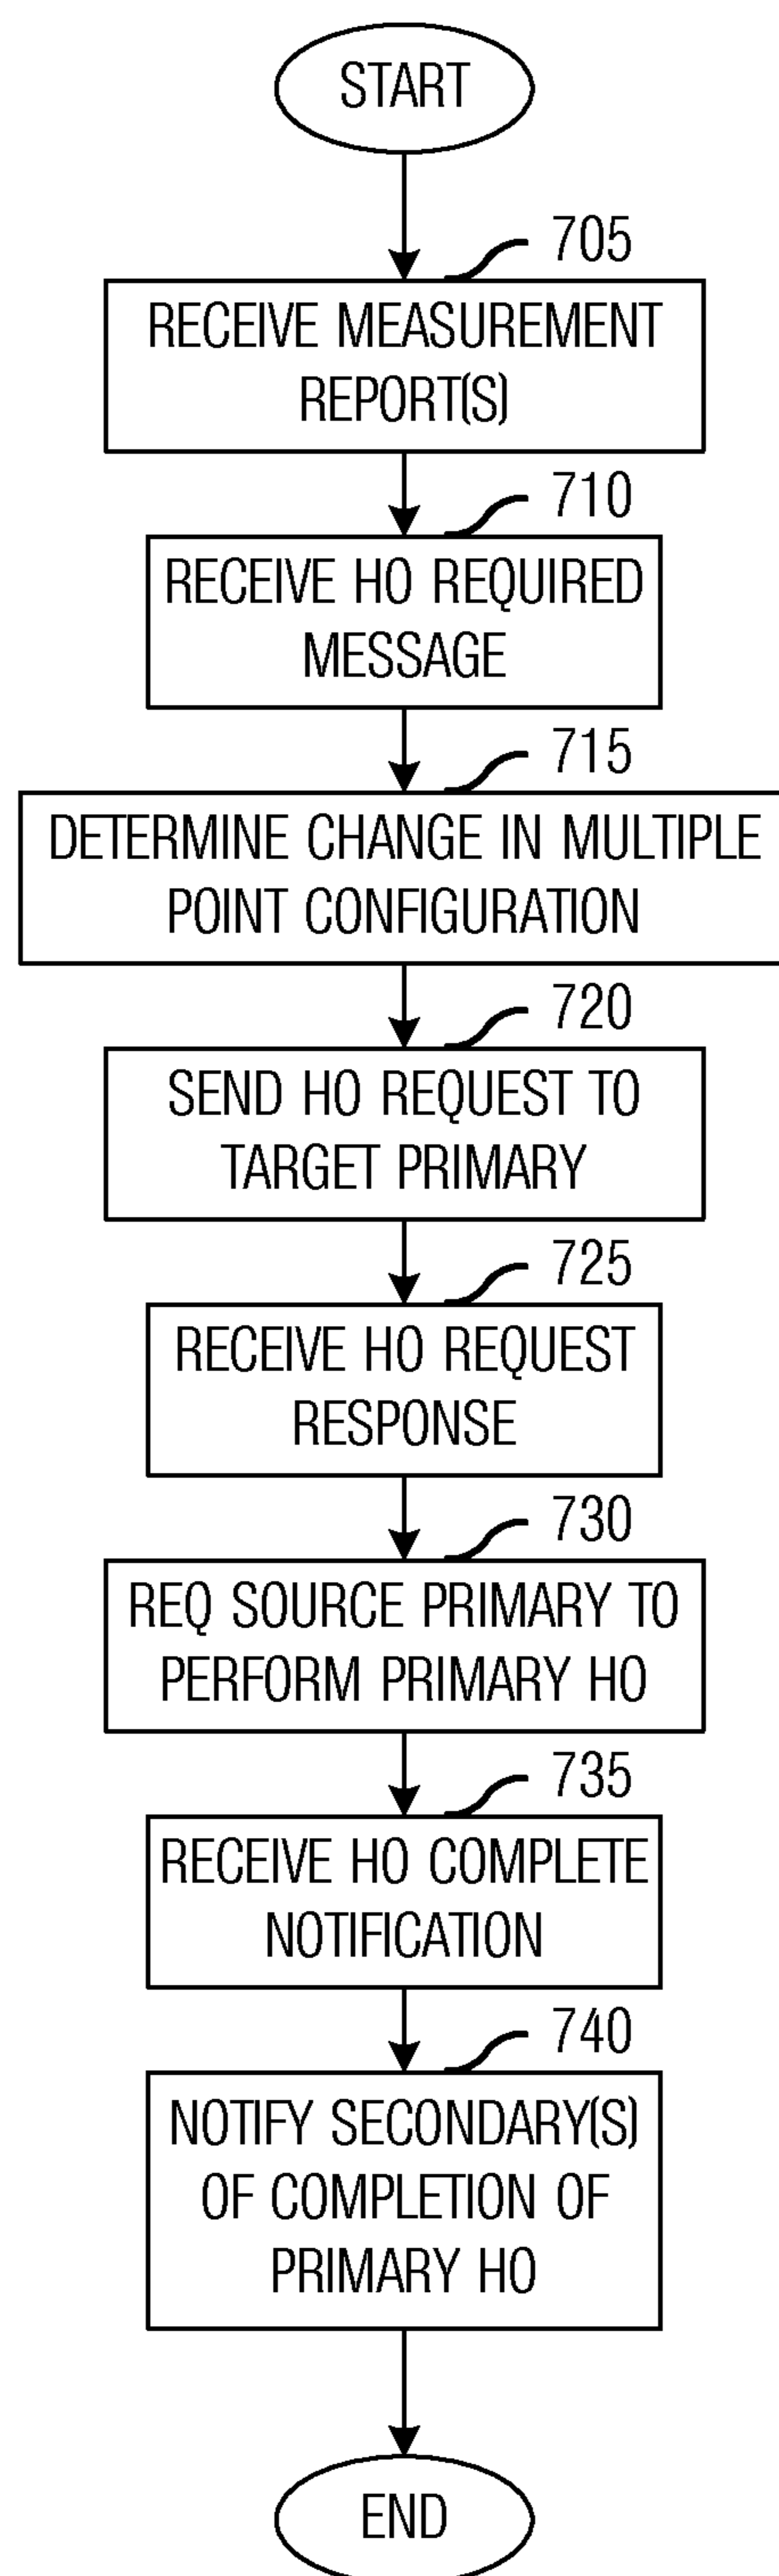 START
705
RECEIVE MEASUREMENT
REPORT(S)
710
RECEIVE HO REQUIRED
MESSAGE
715
DETERMINE CHANGE IN MULTIPLE
POINT CONFIGURATION
720
SEND HO REQUEST TO
TARGET PRIMARY
725
RECEIVE HO REQUEST
RESPONSE
730
REQ SOURCE PRIMARY TO
PERFORM PRIMARY HO
735
RECEIVE HO COMPLETE
NOTIFICATION
740
NOTIFY SECONDARY(S)
OF COMPLETION OF
PRIMARY HO
END